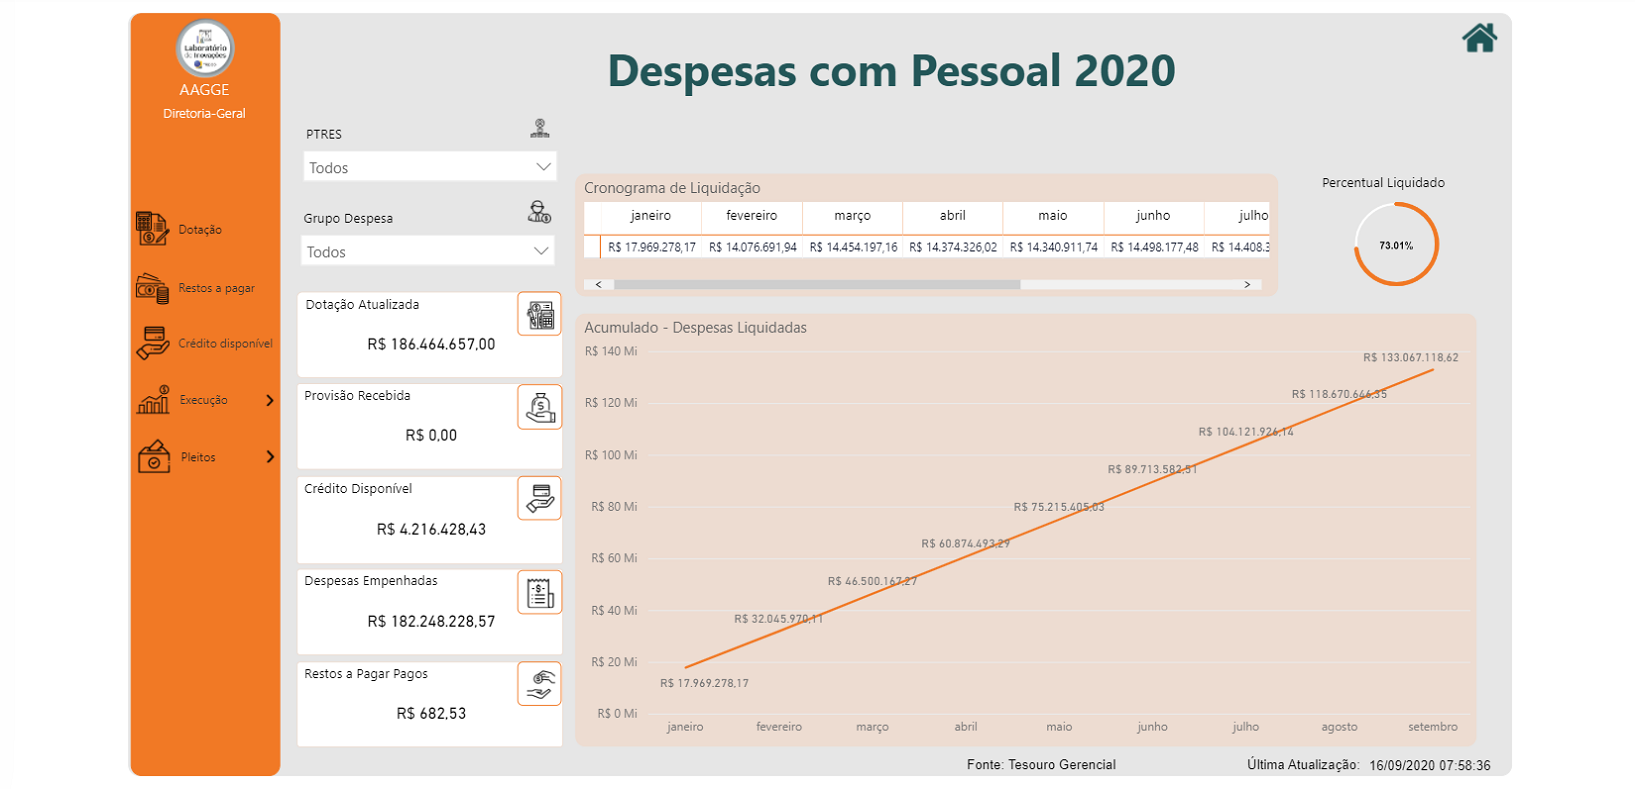 Laboratório
de Inovações
AAGGE
Diretoria-Geral
Dotação
Restos a pagar
Crédito disponível
Execução
Pleitos
Despesas com Pessoal 2020
PTRES
Todos
Grupo Despesa
Todos
Dotação Atualizada
R$ 186.464.657,00
Provisão Recebida
R$ 0,00
Crédito Disponível
R$ 4.216.428,43
Despesas Empenhadas
R$ 182.248.228,57
Restos a Pagar Pagos
R$ 682,53
Cronograma de Liquidação
janeiro fevereiro março abril maio junho julho
R$ 17.969.278,17 R$ 14.076.691,94 R$ 14.454.197,16 R$ 14.374.326,02 R$ 14.340.911,74 R$ 14.498.177,48 R$ 14.408.3
Percentual Liquidado
73.01%
Acumulado - Despesas Liquidadas
R$ 140 Mi
R$ 120 Mi
R$ 100 Mi
R$ 80 Mi
R$ 60 Mi
R$ 40 Mi
R$ 20 Mi
R$ 0 Mi
R$ 17.969.278,17
R$ 32.045.970,11
R$ 46.500.167,27
R$ 60.874.493,29
R$ 75.215.405,03
R$ 89.713.582,51
R$ 104.121.926,14
R$ 118.670.646,35
R$ 133.067.118,62
janeiro fevereiro março abril maio junho julho agosto setembro
Fonte: Tesouro Gerencial
Última Atualização: 16/09/2020 07:58:36